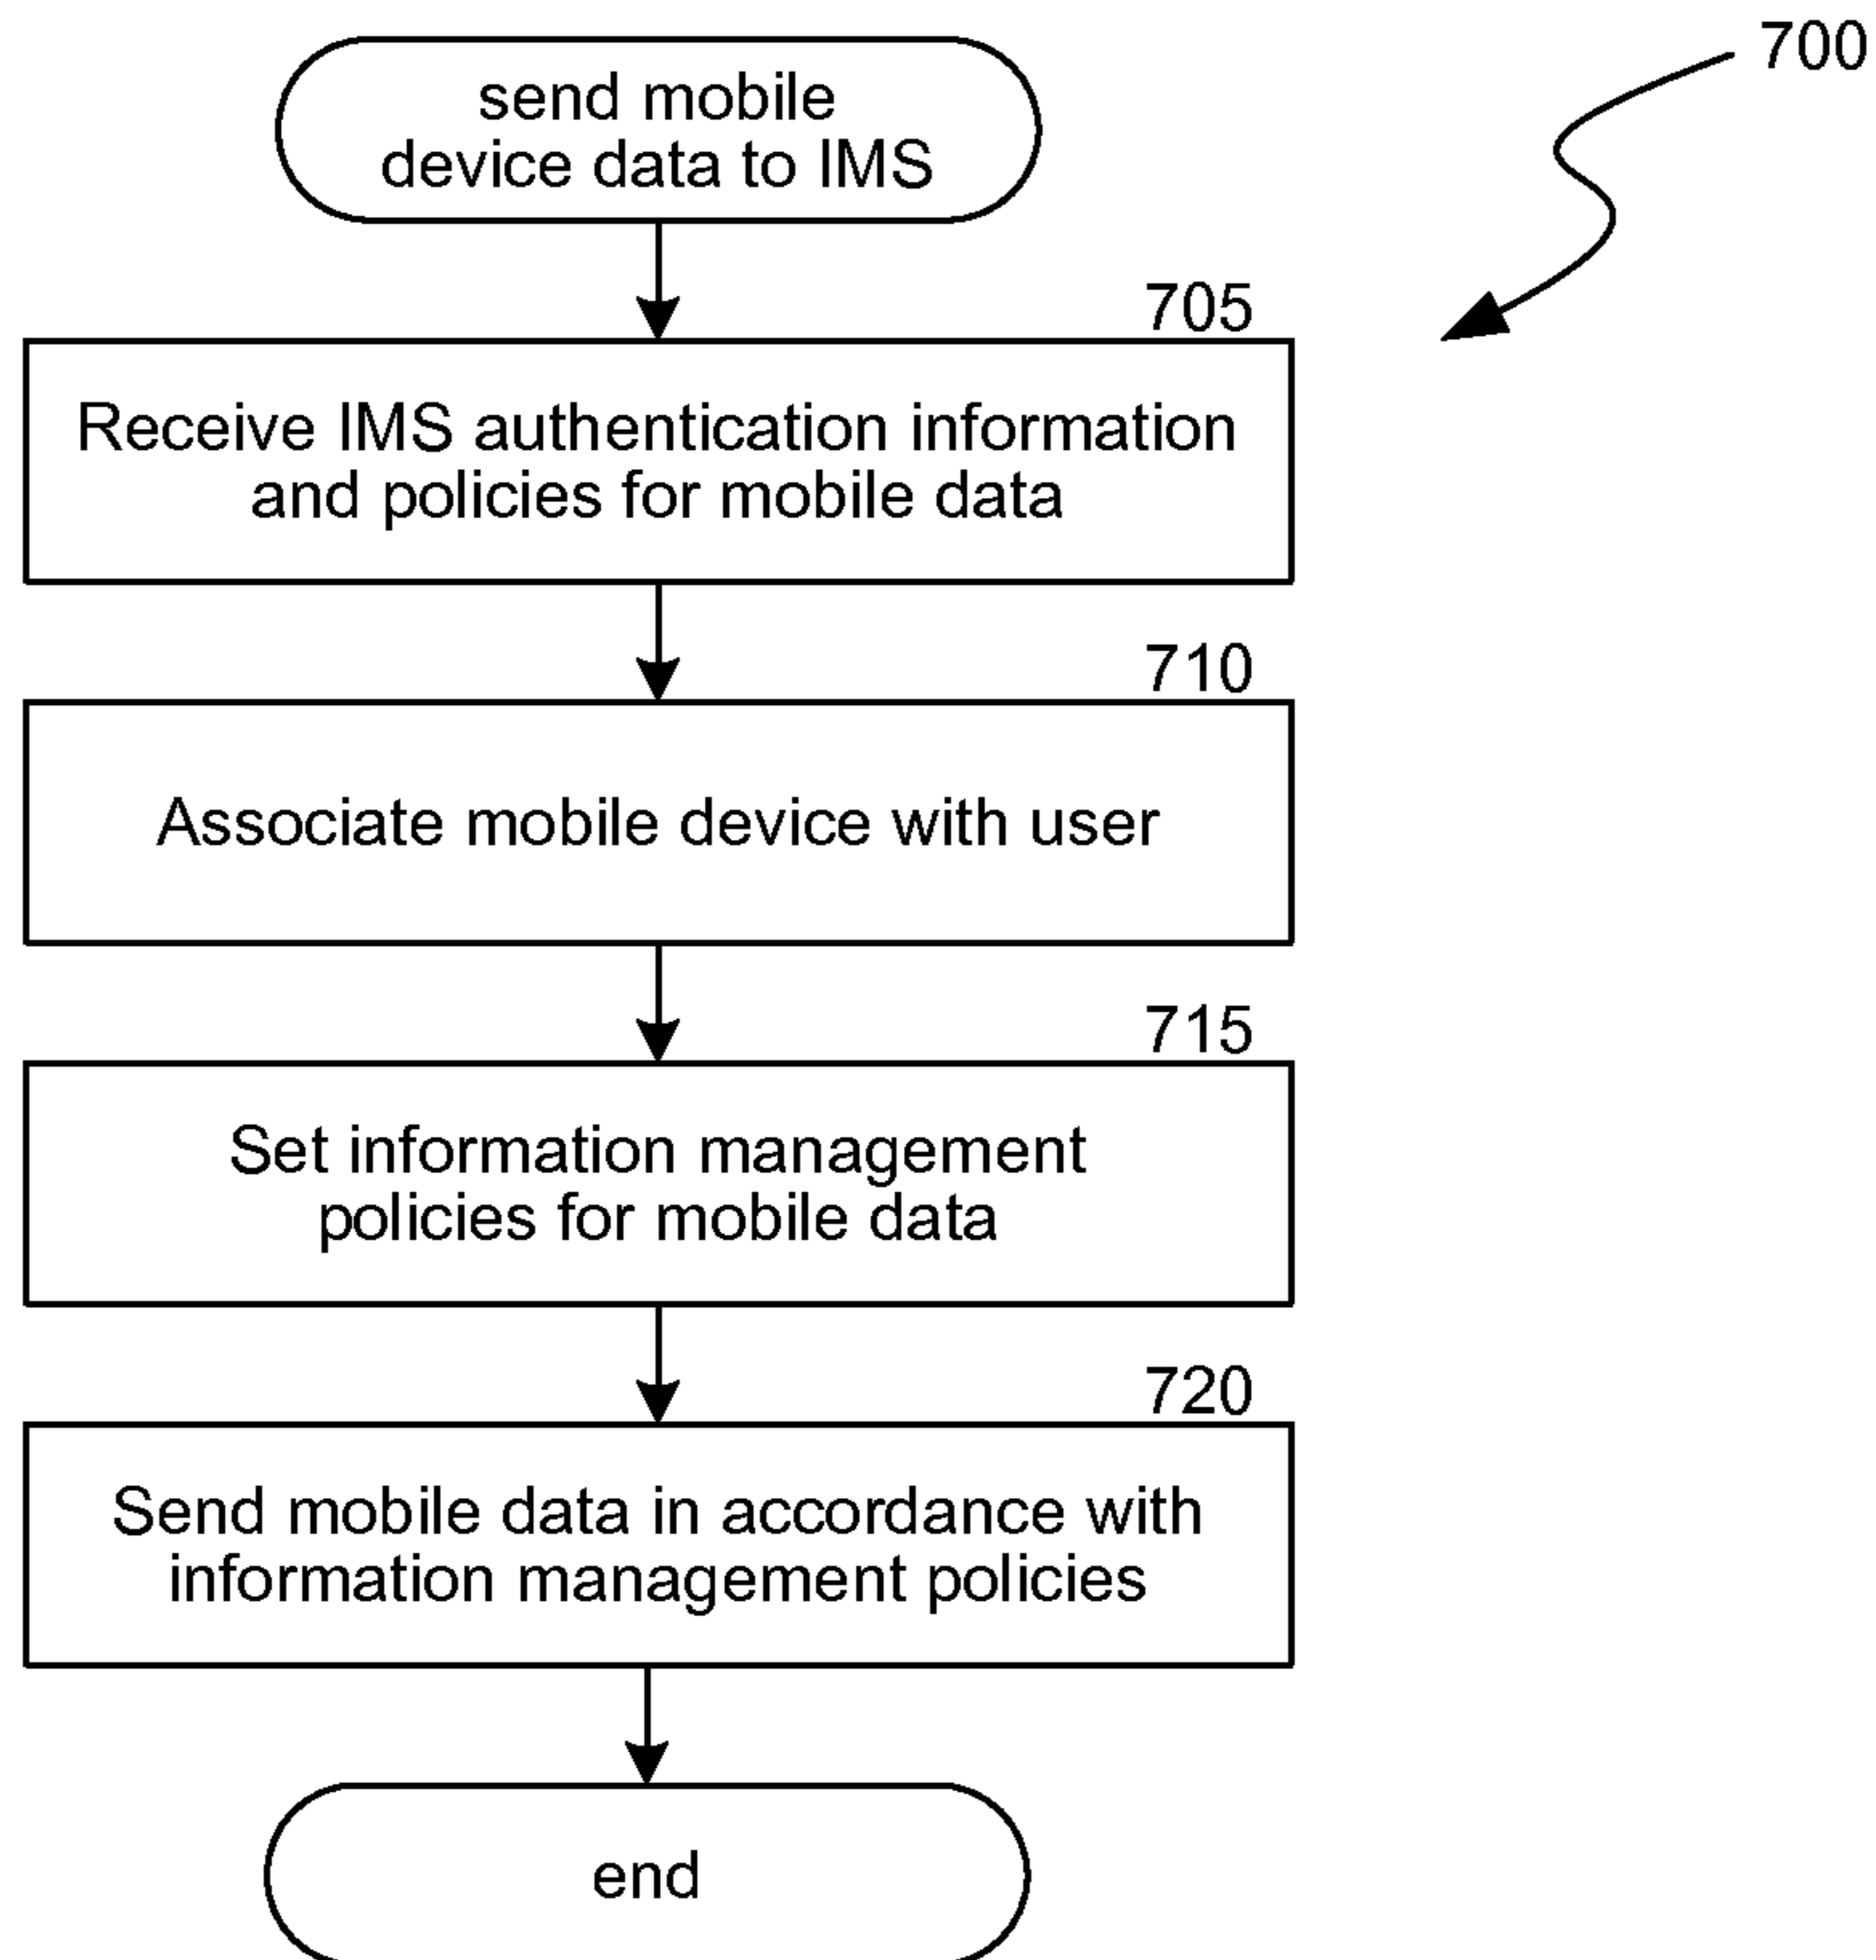 700
send mobile
device data to IMS
705
Receive IMS authentication information
and policies for mobile data
710
Associate mobile device with user
715
Set information management
policies for mobile data
720
Send mobile data in accordance with
information management policies
end